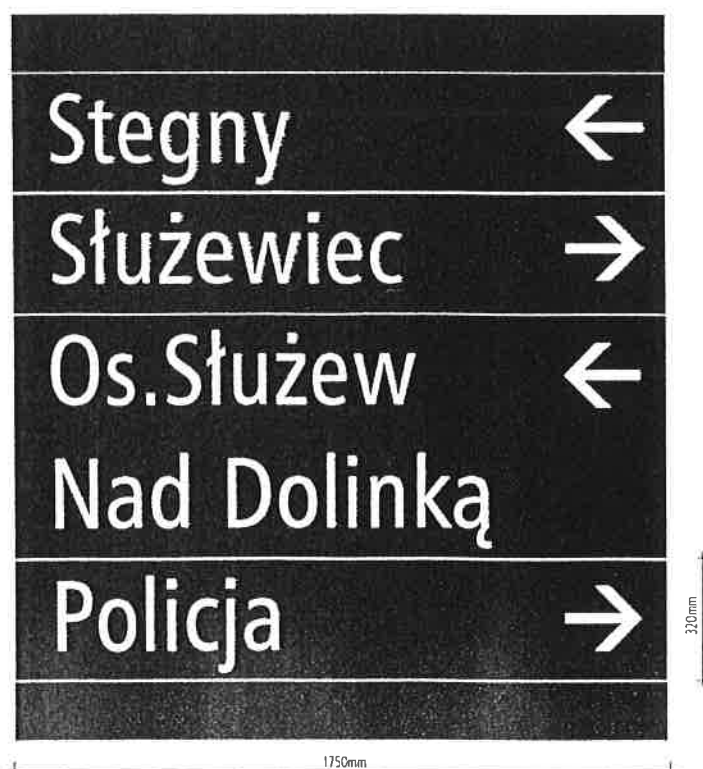 Stegny ←
Służewiec →
Os.Służew ←
Nad Dolinką
Policja →
320mm
1750mm